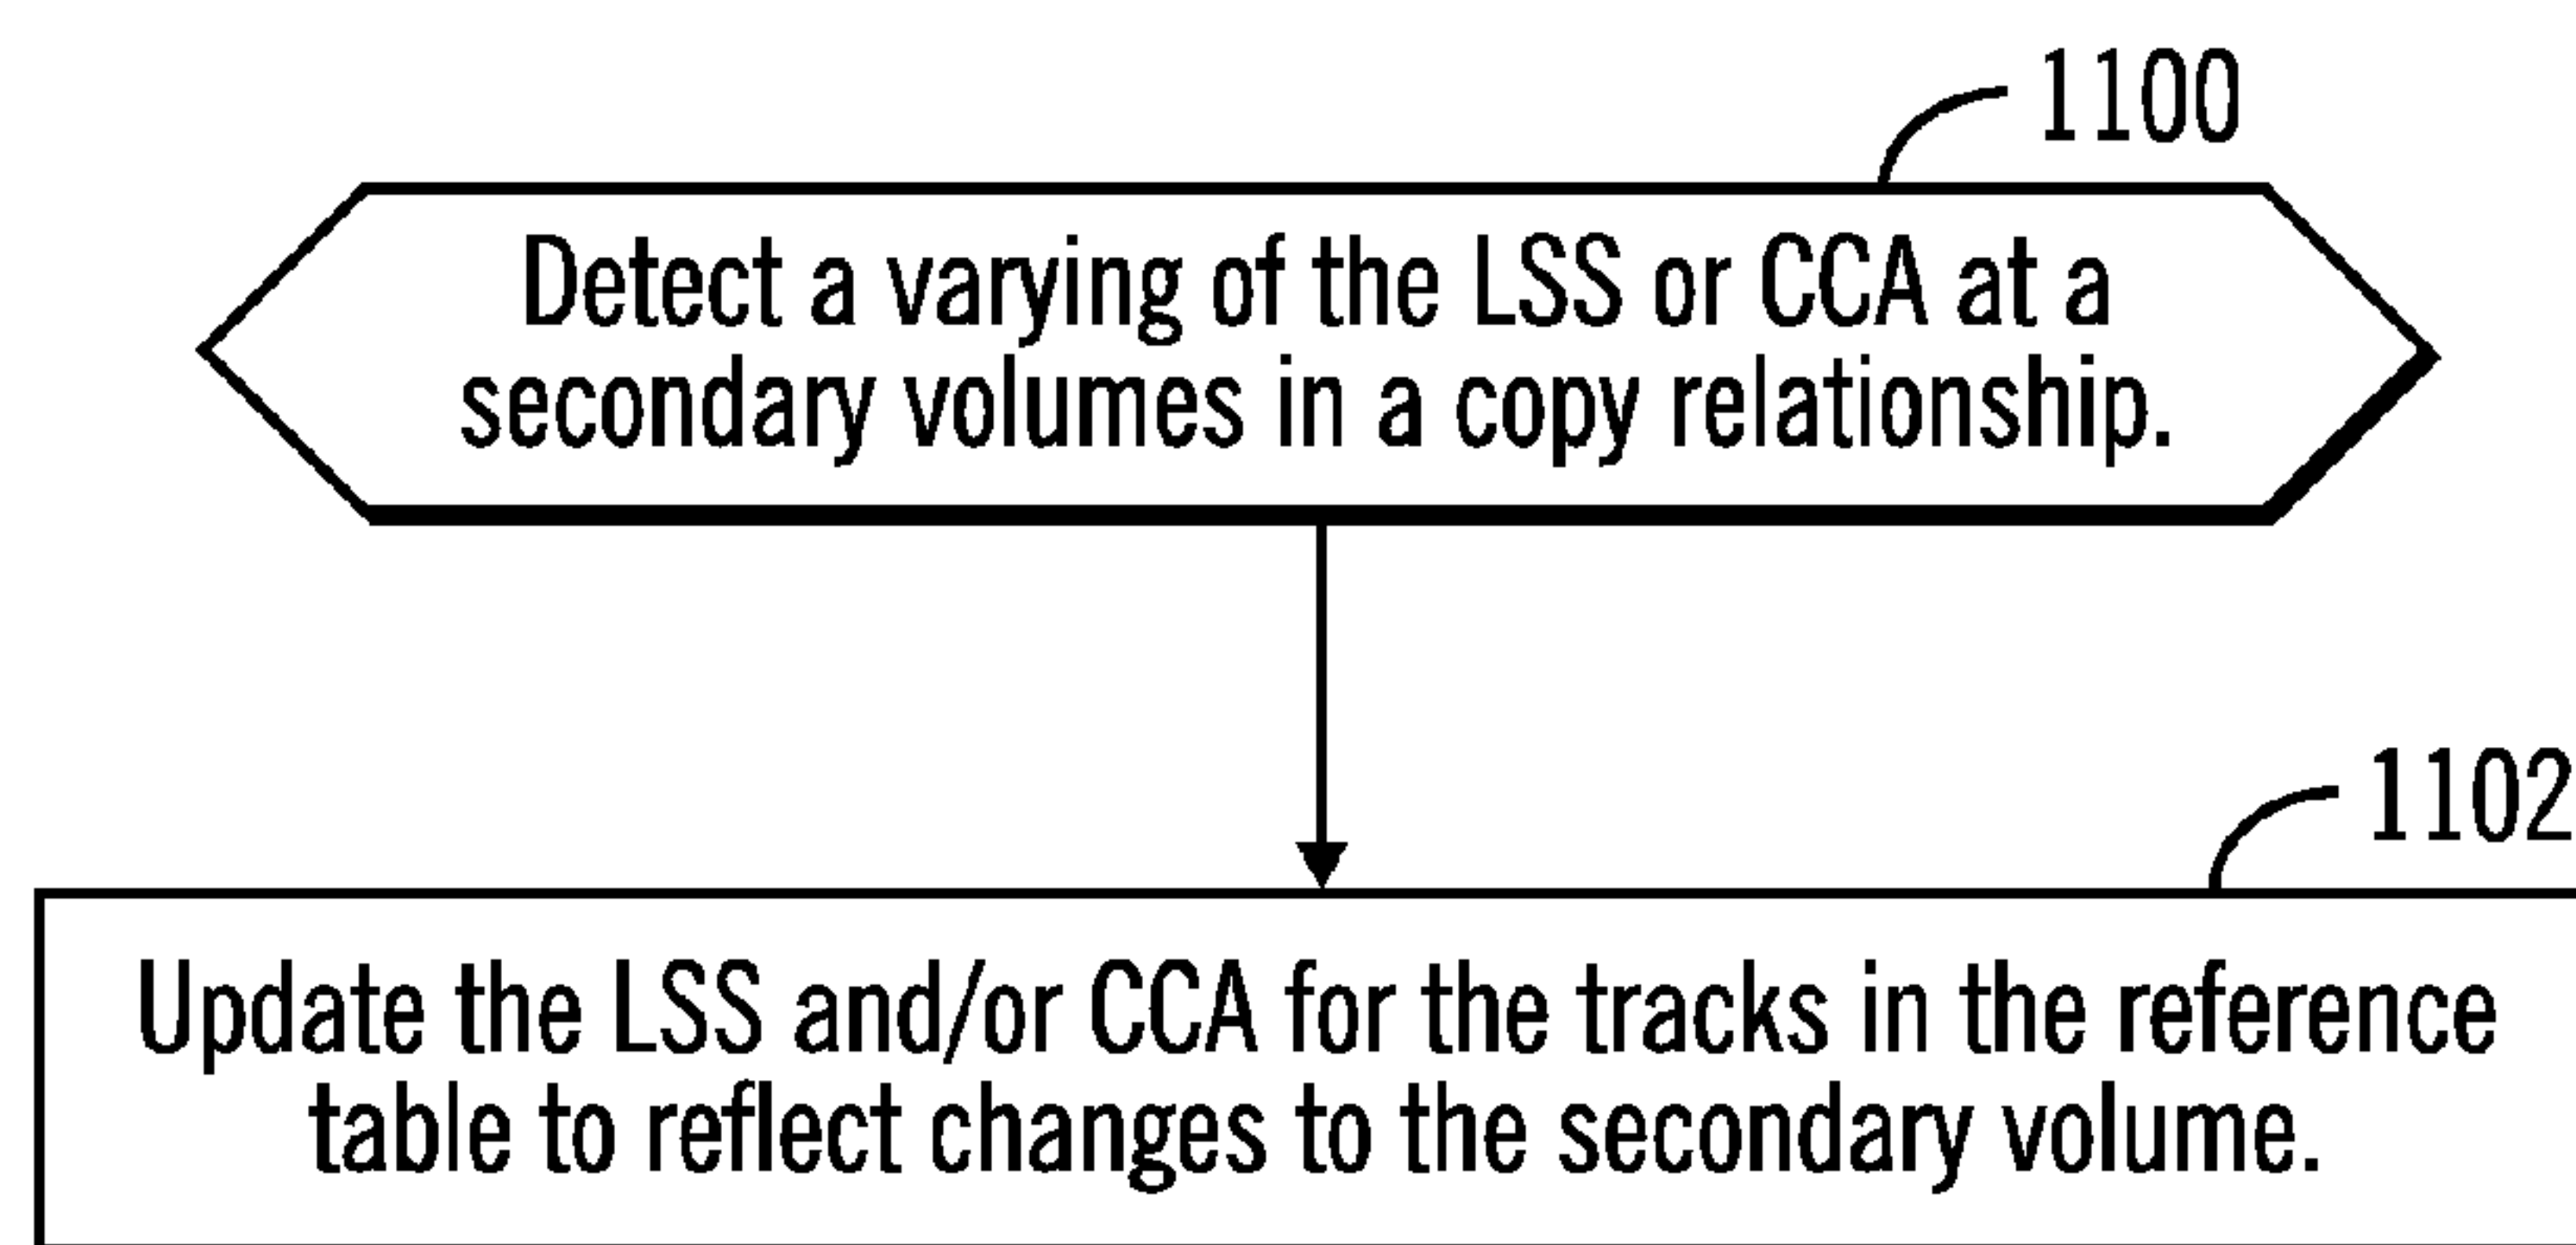 1100
Detect a varying of the LSS or CCA at a
secondary volumes in a copy relationship.
1102
Update the LSS and/or CCA for the tracks in the reference
table to reflect changes to the secondary volume.